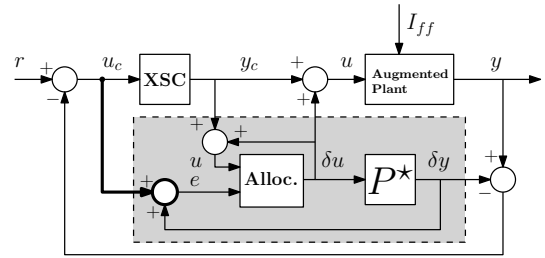 I_ff
r + − u_c XSC y_c + + u Augmented Plant y
+ + + −
u e Alloc. δu P★ δy
+ +